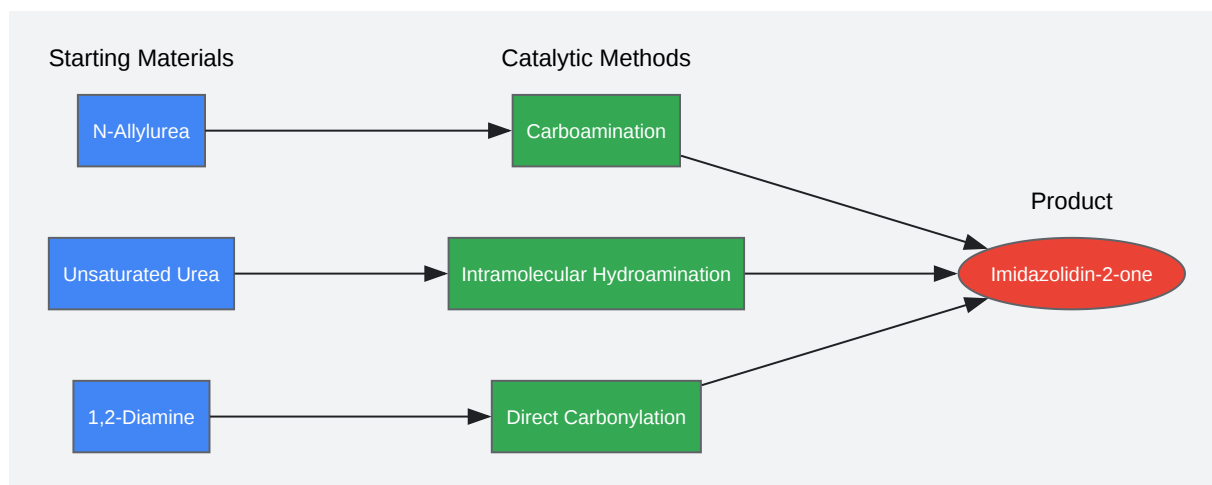 Starting Materials
Catalytic Methods
N-Allylurea
Carboamination
Product
Unsaturated Urea
Intramolecular Hydroamination
Imidazolidin-2-one
1,2-Diamine
Direct Carbonylation